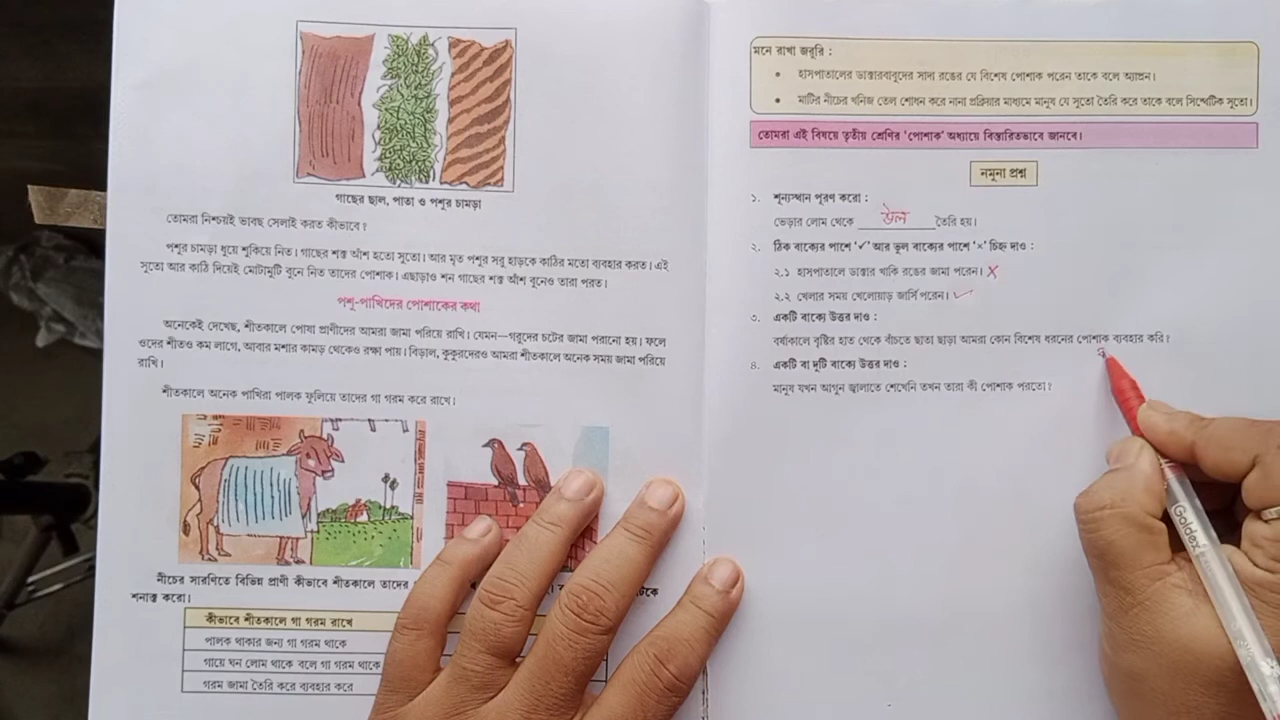 গাছের ছাল, পাতা ও পশুর চামড়া
তোমরা নিশ্চয়ই ভাবছ সেলাই করত কীভাবে?
পশুর চামড়া ধুয়ে শুকিয়ে নিত। গাছের শক্ত আঁশ হতো সুতো। আর মৃত পশুর সরু হাড়কে কাঠির মতো ব্যবহার করত। এই
সুতো আর কাঠি দিয়েই মোটামুটি বুনে নিত তাদের পোশাক। এছাড়াও শন গাছের শক্ত আঁশ বুনেও তারা পরত।
পশু-পাখিদের পোশাকের কথা
অনেকেই দেখেছ, শীতকালে পোষা প্রাণীদের আমরা জামা পরিয়ে রাখি। যেমন—গরুদের চটের জামা পরানো হয়। ফলে
ওদের শীতও কম লাগে, আবার মশার কামড় থেকেও রক্ষা পায়। বিড়াল, কুকুরদেরও আমরা শীতকালে অনেক সময় জামা পরিয়ে
রাখি।
শীতকালে অনেক পাখিরা পালক ফুলিয়ে তাদের গা গরম করে রাখে।
নীচের সারণিতে বিভিন্ন প্রাণী কীভাবে শীতকালে তাদের
শনাক্ত করো।
কীভাবে শীতকালে গা গরম রাখে
পালক থাকার জন্য গা গরম থাকে
গায়ে ঘন লোম থাকে বলে গা গরম থাকে
গরম জামা তৈরি করে ব্যবহার করে
মনে রাখা জরুরি :
• হাসপাতালের ডাক্তারবাবুদের সাদা রঙের যে বিশেষ পোশাক পরেন তাকে বলে অ্যাপ্রন।
• মাটির নীচের খনিজ তেল শোধন করে নানা প্রক্রিয়ার মাধ্যমে মানুষ যে সুতো তৈরি করে তাকে বলে সিন্থেটিক সুতো।
তোমরা এই বিষয়ে তৃতীয় শ্রেণির ‘পোশাক’ অধ্যায়ে বিস্তারিতভাবে জানবে।
নমুনা প্রশ্ন
১. শূন্যস্থান পূরণ করো :
ভেড়ার লোম থেকে উল তৈরি হয়।
২. ঠিক বাক্যের পাশে ‘✓’ আর ভুল বাক্যের পাশে ‘×’ চিহ্ন দাও :
২.১ হাসপাতালে ডাক্তার খাকি রঙের জামা পরেন। ×
২.২ খেলার সময় খেলোয়াড় জার্সি পরেন। ✓
৩. একটি বাক্যে উত্তর দাও :
বর্ষাকালে বৃষ্টির হাত থেকে বাঁচতে ছাতা ছাড়া আমরা কোন বিশেষ ধরনের পোশাক ব্যবহার করি?
৪. একটি বা দুটি বাক্যে উত্তর দাও :
মানুষ যখন আগুন জ্বালাতে শেখেনি তখন তারা কী পোশাক পরতো?
Goldex